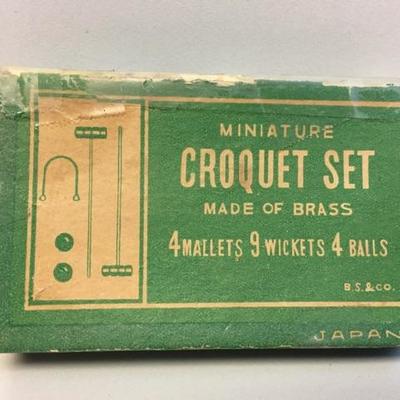 MINIATURE
CROQUET SET
MADE OF BRASS
4 MALLETS 9-WICKETS 4 BALLS
B.S.&CO.
JAPAN